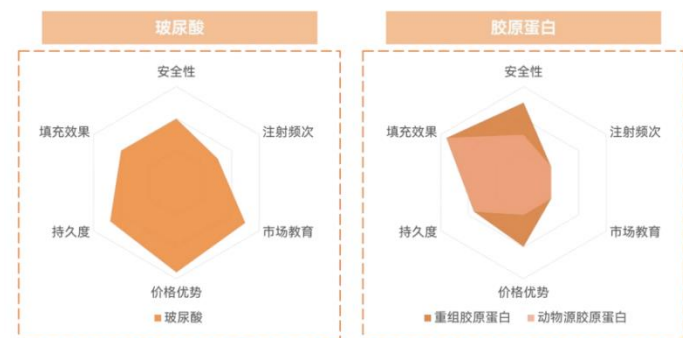 玻尿酸
胶原蛋白
安全性
安全性
填充效果
注射频次
填充效果
注射频次
持久度
市场教育
持久度
市场教育
价格优势
价格优势
玻尿酸
重组胶原蛋白
动物源胶原蛋白